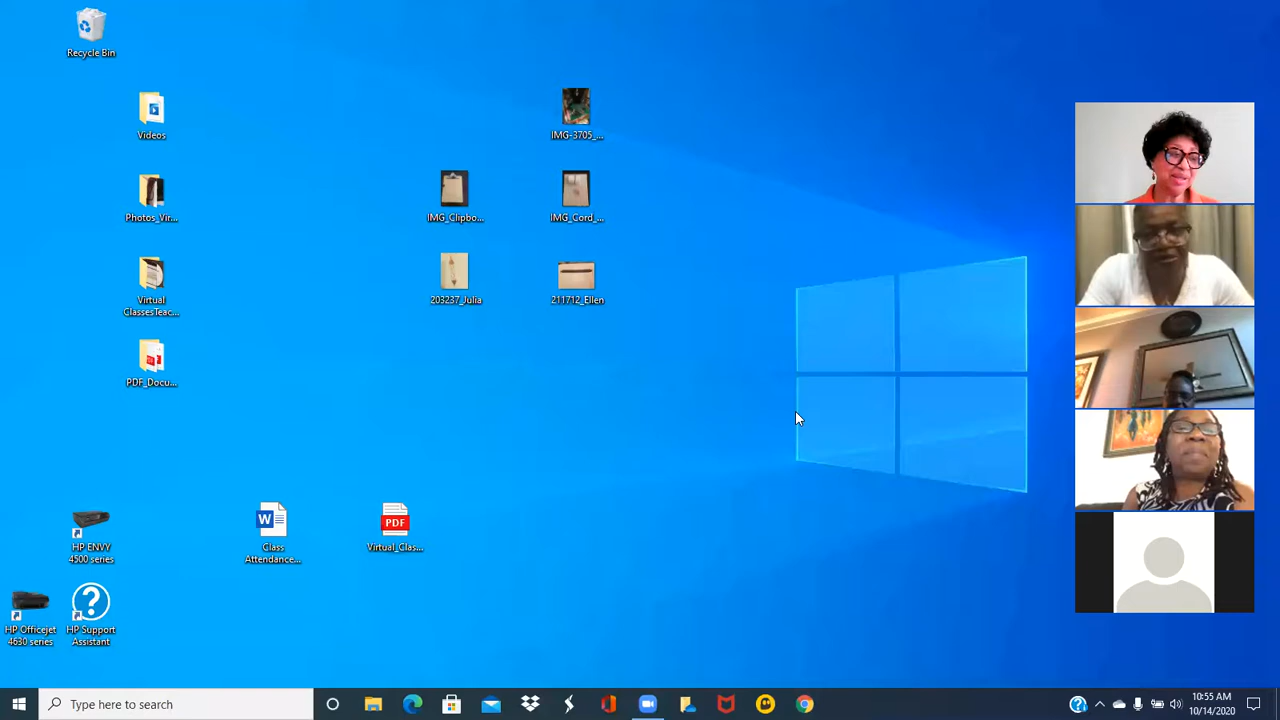 Recycle Bin
Videos
IMG-3705_...
Photos_Vir...
IMG_Clipbo...
IMG_Cord_...
Virtual
ClassesTeac...
203237_Julia
211712_Ellen
PDF_Docu...
HP ENVY
4500 series
Class
Attendance...
PDF
Virtual_Clas...
HP Officejet
4630 series
HP Support
Assistant
Type here to search
10:55 AM
10/14/2020